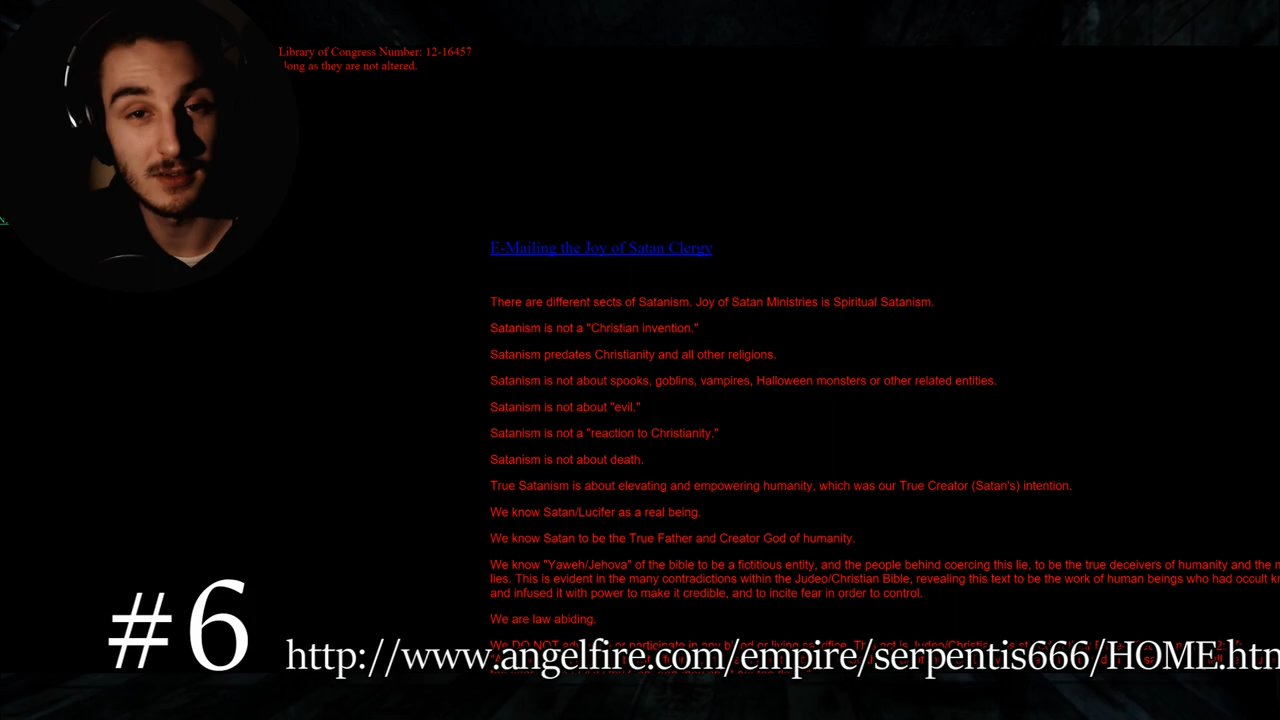 Library of Congress Number: 12-16457
long as they are not altered.
N.
E-Mailing the Joy of Satan Clergy
There are different sects of Satanism. Joy of Satan Ministries is Spiritual Satanism.
Satanism is not a "Christian invention."
Satanism predates Christianity and all other religions.
Satanism is not about spooks, goblins, vampires, Halloween monsters or other related entities.
Satanism is not about "evil."
Satanism is not a "reaction to Christianity."
Satanism is not about death.
True Satanism is about elevating and empowering humanity, which was our True Creator (Satan's) intention.
We know Satan/Lucifer as a real being.
We know Satan to be the True Father and Creator God of humanity.
We know "Yaweh/Jehova" of the bible to be a fictitious entity, and the people behind coercing this lie, to be the true deceivers of humanity and the
lies. This is evident in the many contradictions within the Judeo/Christian Bible, revealing this text to be the work of human beings who had occult
and infused it with power to make it credible, and to incite fear in order to control.
We are law abiding.
We DO NOT
#6
http://www.angelfire.com/empire/serpentis666/HOME.htm